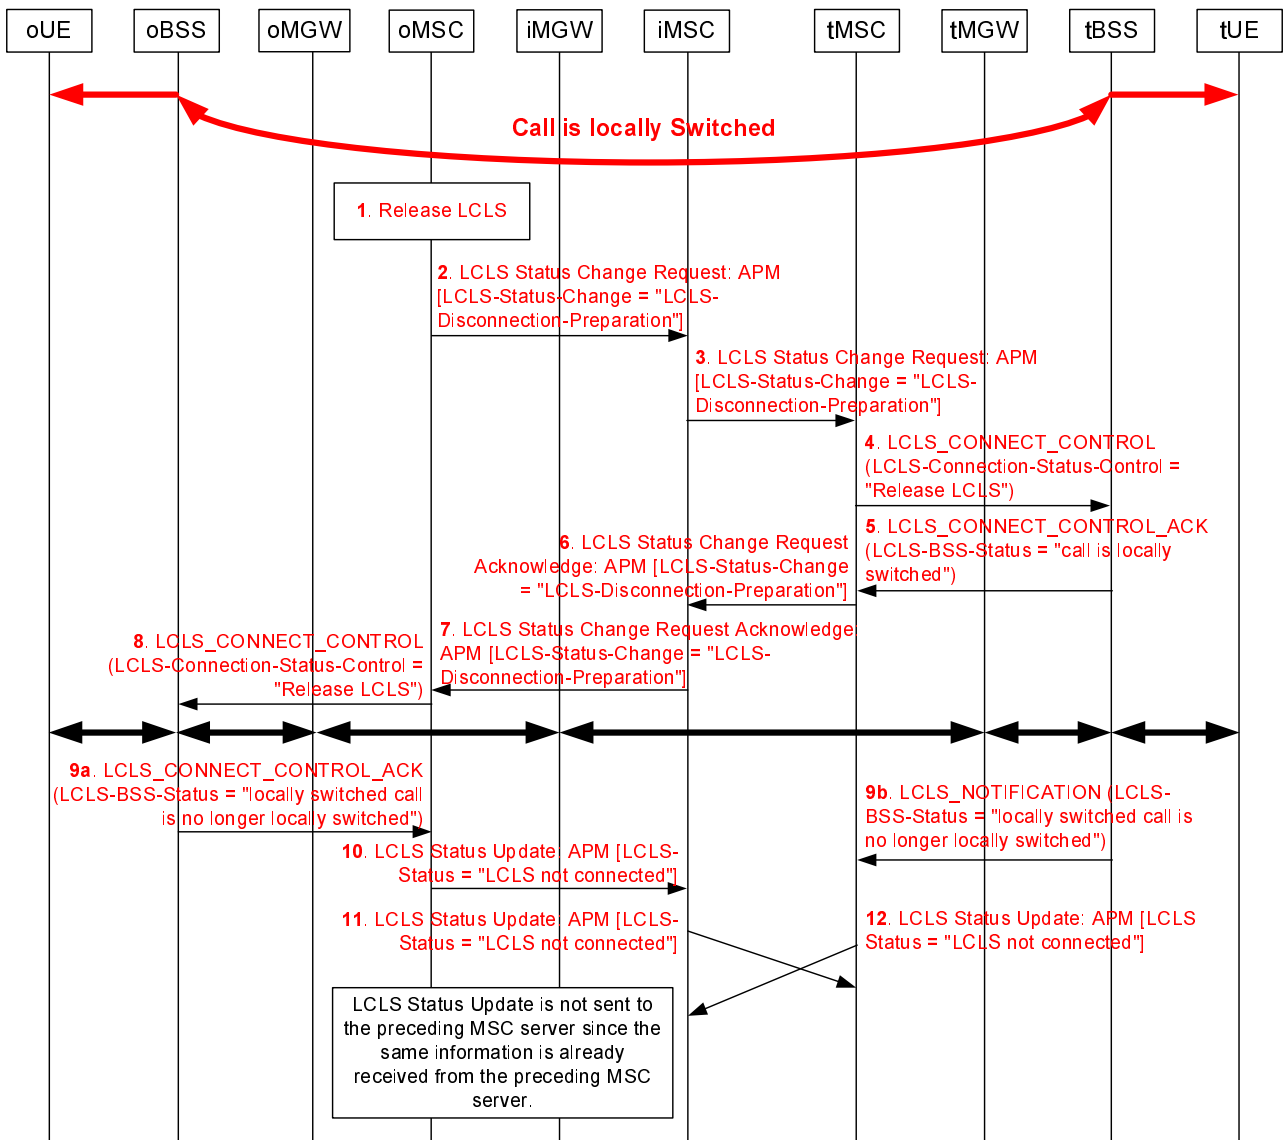 oUE oBSS oMGW oMSC iMGW iMSC tMSC tMGW tBSS tUE
Call is locally Switched
1. Release LCLS
2. LCLS Status Change Request: APM
[LCLS-Status-Change = "LCLS-
Disconnection-Preparation"]
3. LCLS Status Change Request: APM
[LCLS-Status-Change = "LCLS-
Disconnection-Preparation"]
4. LCLS_CONNECT_CONTROL
(LCLS-Connection-Status-Control =
"Release LCLS")
5. LCLS_CONNECT_CONTROL_ACK
(LCLS-BSS-Status = "call is locally
switched")
6. LCLS Status Change Request
Acknowledge: APM [LCLS-Status-Change
= "LCLS-Disconnection-Preparation"]
7. LCLS Status Change Request Acknowledge:
APM [LCLS-Status-Change = "LCLS-
Disconnection-Preparation"]
8. LCLS_CONNECT_CONTROL
(LCLS-Connection-Status-Control =
"Release LCLS")
9a. LCLS_CONNECT_CONTROL_ACK
(LCLS-BSS-Status = "locally switched call
is no longer locally switched")
9b. LCLS_NOTIFICATION (LCLS-
BSS-Status = "locally switched call is
no longer locally switched")
10. LCLS Status Update: APM [LCLS-
Status = "LCLS not connected"]
11. LCLS Status Update: APM [LCLS-
Status = "LCLS not connected"]
12. LCLS Status Update: APM [LCLS
Status = "LCLS not connected"]
LCLS Status Update is not sent to
the preceding MSC server since the
same information is already
received from the preceding MSC
server.